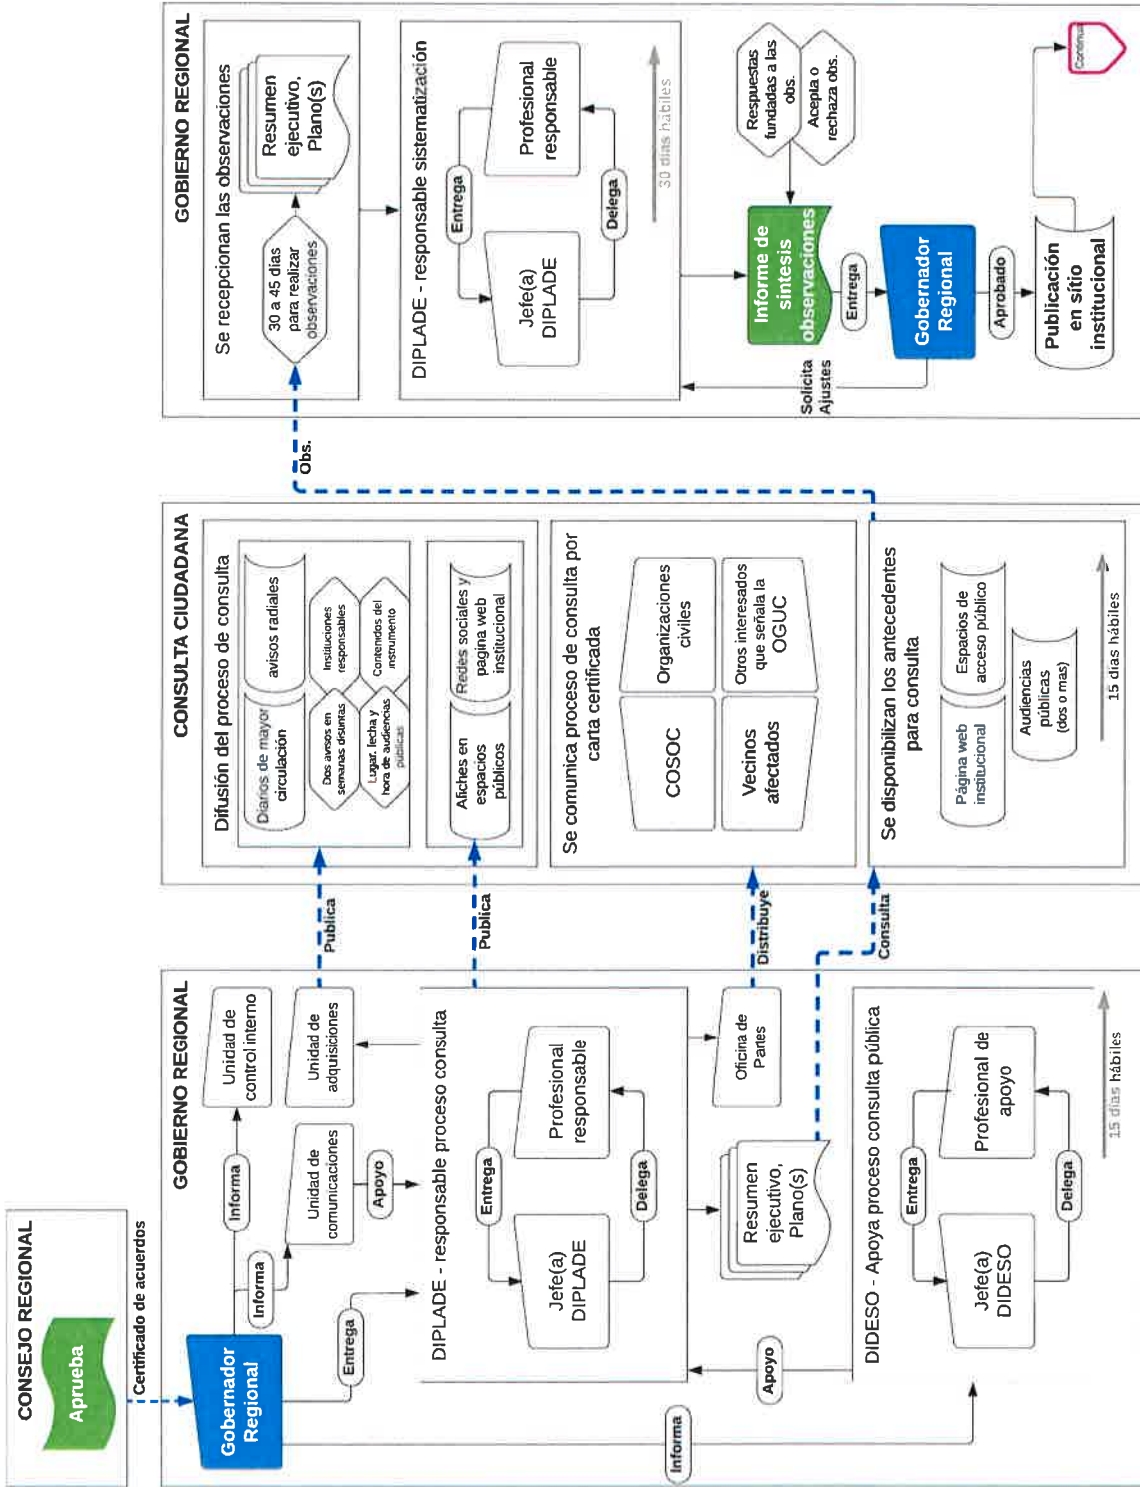 CONSEJO REGIONAL
Aprueba
Certificado de acuerdos
GOBIERNO REGIONAL
Gobernador
Regional
Informa
Unidad de
control interno
Informa
Unidad de
comunicaciones
Apoyo
Unidad de
adquisiciones
Entrega
DIPLADE - responsable proceso consulta
Jefe(a)
DIPLADE
Entrega
Profesional
responsable
Delega
Oficina de
Partes
Resumen
ejecutivo,
Plano(s)
Apoyo
Informa
DIDESO - Apoya proceso consulta pública
Jefe(a)
DIDESO
Entrega
Profesional de
apoyo
Delega
15 días hábiles
Publica
Publica
Distribuye
Consulta
CONSULTA CIUDADANA
Difusión del proceso de consulta
Diarios de mayor
circulación
avisos radiales
Dos avisos en
semanas disuntas
Instituciones
responsables
Lugar. lecha y
hora de audiencias
públicas
Contenidos del
instrumento
Afiches en
espacios
públicos
Redes sociales y
pagina web
institucional
Se comunica proceso de consulta por
carta certificada
COSOC
Organizaciones
civiles
Vecinos
afectados
Otros interesados
que señala la
OGUC
Se disponibilizan los antecedentes
para consulta
Página web
institucional
Espacios de
acceso público
Audiencias
públicas
(dos o mas)
15 días hábiles
Obs.
GOBIERNO REGIONAL
Se recepcionan las observaciones
30 a 45 días
para realizar
observaciones
Resumen
ejecutivo,
Plano(s)
DIPLADE - responsable sistematización
Jefe(a)
DIPLADE
Entrega
Profesional
responsable
Delega
30 días hábiles
Respuestas
fundadas a las
obs.
Acepta o
rechaza obs.
Informe de
sintesis
observaciones
Entrega
Solicita
Ajustes
Gobernador
Regional
Aprobado
Publicación
en sítio
institucional
Continua